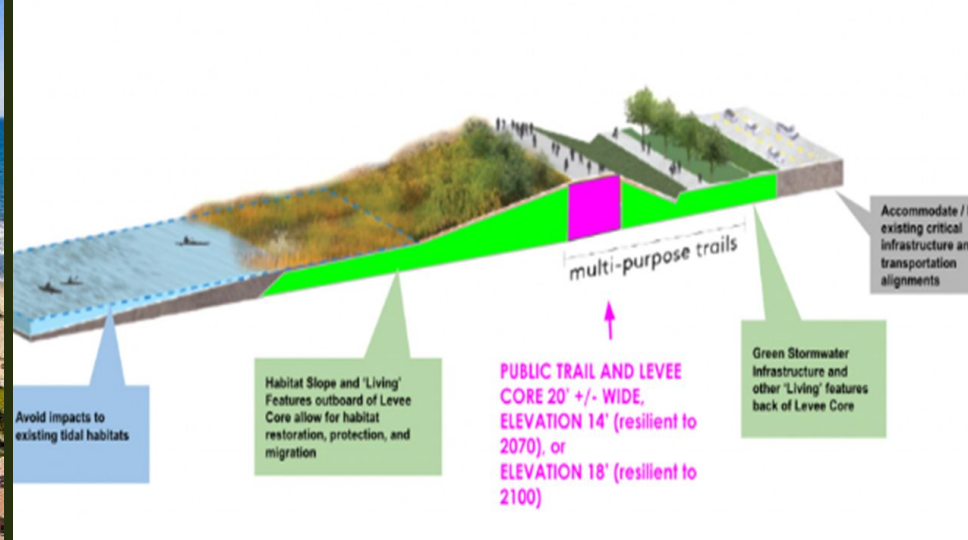 multi-purpose trails
Avoid impacts to
existing tidal habitats
Habitat Slope and 'Living'
Features outboard of Levee
Core allow for habitat
restoration, protection, and
migration
PUBLIC TRAIL AND LEVEE
CORE 20' +/- WIDE,
ELEVATION 14' (resilient to
2070), or
ELEVATION 18' (resilient to
2100)
Green Stormwater
Infrastructure and
other 'Living' features
back of Levee Core
Accommodate /
existing critical
infrastructure
transportation
alignments